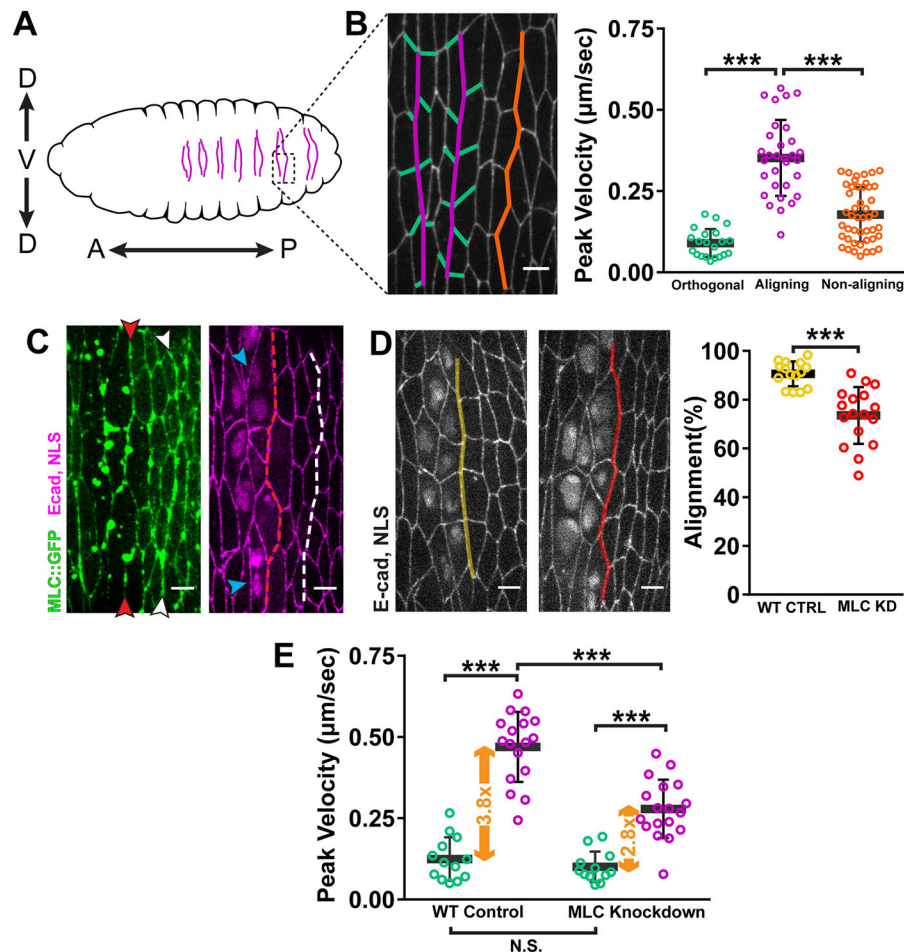 A
D
V
D
A
P
B
Peak Velocity (μm/sec)
0.75
0.50
0.25
0.00
***
***
Orthogonal
Aligning
Non-aligning
C
MLC::GFP
Ecad, NLS
D
E-cad, NLS
Alignment(%)
100
80
60
40
20
0
***
WT CTRL
MLC KD
E
Peak Velocity (μm/sec)
0.75
0.50
0.25
0.00
***
***
***
3.8x
2.8x
WT Control
MLC Knockdown
N.S.